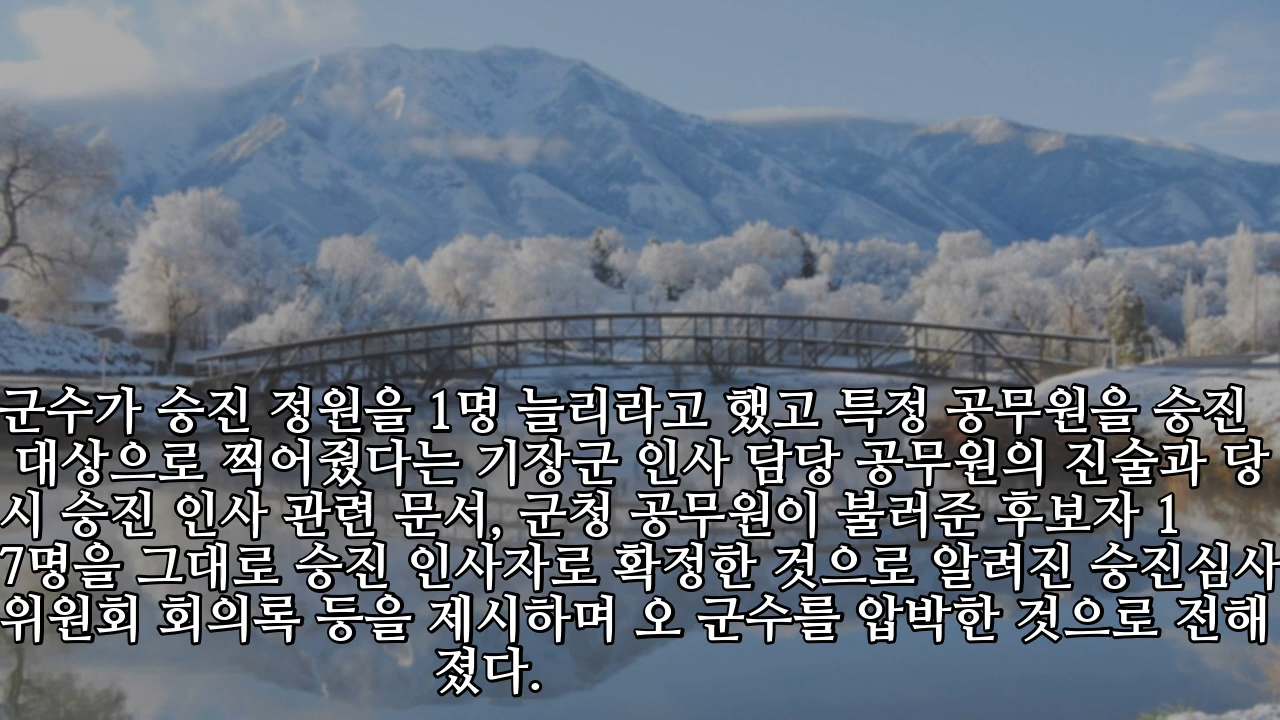 군수가 승진 정원을 1명 늘리라고 했고 특정 공무원을 승진
대상으로 찍어줬다는 기장군 인사 담당 공무원의 진술과 당
시 승진 인사 관련 문서, 군청 공무원이 불러준 후보자 1
7명을 그대로 승진 인사자로 확정한 것으로 알려진 승진심사
위원회 회의록 등을 제시하며 오 군수를 압박한 것으로 전해
졌다.